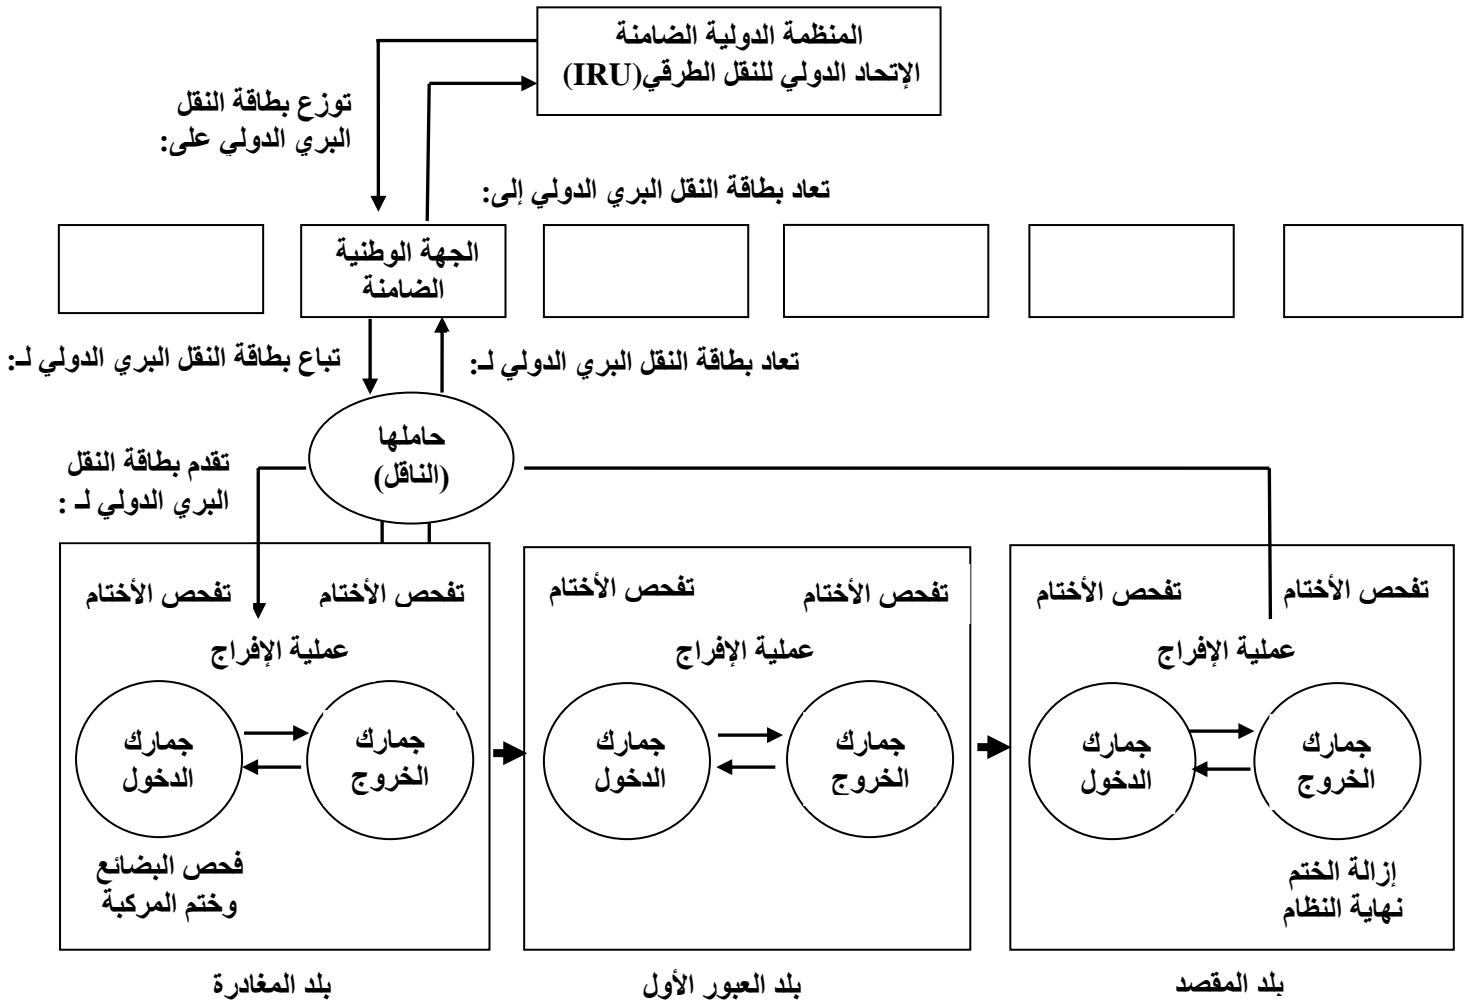 المنظمة الدولية الضامنة
الإتحاد الدولي للنقل الطرقي(IRU)
توزع بطاقة النقل
البري الدولي على:
تعاد بطاقة النقل البري الدولي إلى:
الجهة الوطنية
الضامنة
تعاد بطاقة النقل البري الدولي لـ:
تباع بطاقة النقل البري الدولي لـ:
حاملها
(الناقل)
تقدم بطاقة النقل
البري الدولي لـ :
تفحص الأختام
تفحص الأختام
عملية الإفراج
جمارك
الدخول
جمارك
الخروج
فحص البضائع
وختم المركبة
بلد المغادرة
تفحص الأختام
تفحص الأختام
عملية الإفراج
جمارك
الدخول
جمارك
الخروج
بلد العبور الأول
تفحص الأختام
تفحص الأختام
عملية الإفراج
جمارك
الدخول
جمارك
الخروج
إزالة الختم
نهاية النظام
بلد المقصد